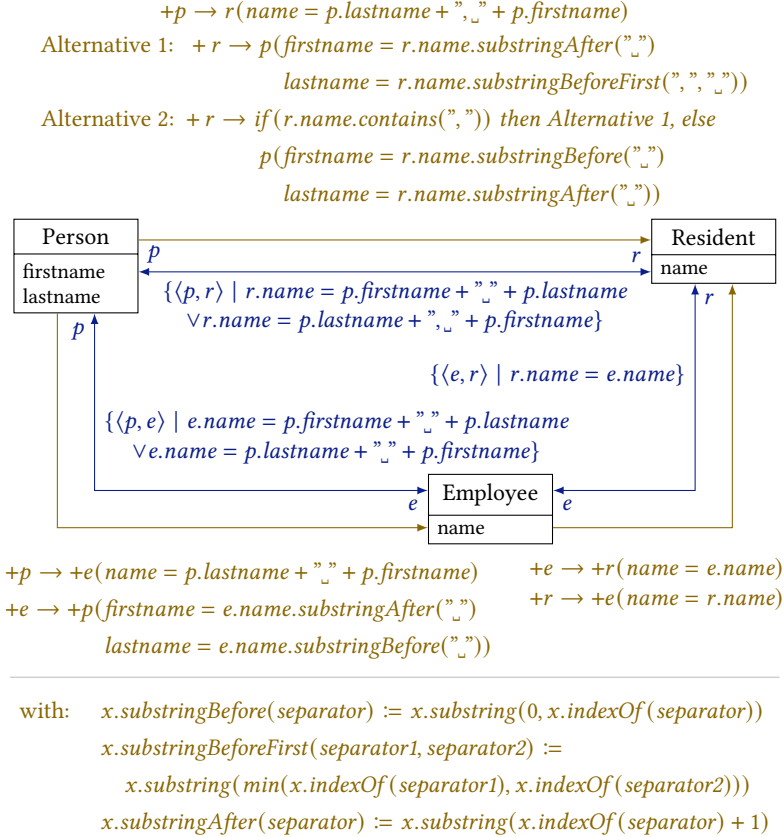 +p → r(name = p.lastname + ",␣" + p.firstname)
Alternative 1: + r → p(firstname = r.name.substringAfter("␣")
lastname = r.name.substringBeforeFirst(",", "␣"))
Alternative 2: + r → if (r.name.contains(",")) then Alternative 1, else
p(firstname = r.name.substringBefore("␣")
lastname = r.name.substringAfter("␣"))
Person
Resident
p
r
firstname
name
lastname
{⟨p, r⟩ | r.name = p.firstname + "␣" + p.lastname
∨r.name = p.lastname + ",␣" + p.firstname}
p
r
{⟨e, r⟩ | r.name = e.name}
{⟨p, e⟩ | e.name = p.firstname + "␣" + p.lastname
∨e.name = p.lastname + "␣" + p.firstname}
e
Employee
e
name
+p → +e(name = p.lastname + "␣" + p.firstname)
+e → +r(name = e.name)
+e → +p(firstname = e.name.substringAfter("␣")
+r → +e(name = r.name)
lastname = e.name.substringBefore("␣"))
with: x.substringBefore(separator) ≔ x.substring(0, x.indexOf(separator))
x.substringBeforeFirst(separator1, separator2) ≔
x.substring(min(x.indexOf(separator1), x.indexOf(separator2)))
x.substringAfter(separator) ≔ x.substring(x.indexOf(separator) + 1)